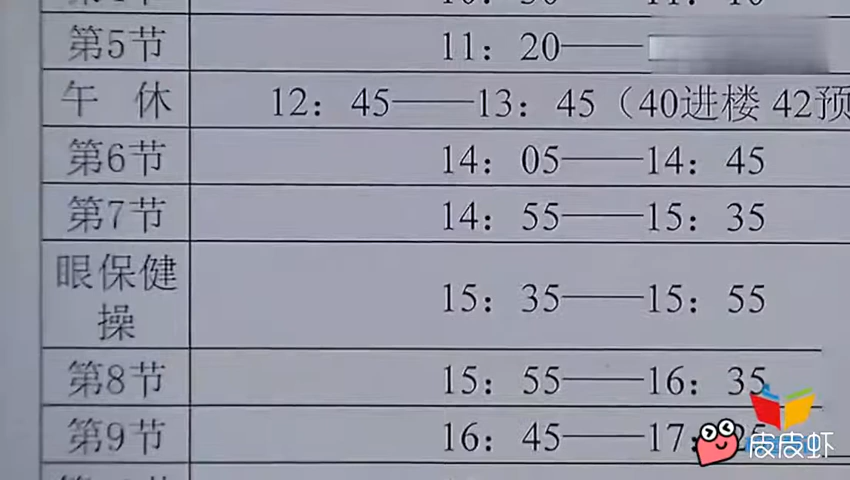 第5节 11：20——
午 休 12：45——13：45（40进楼 42预
第6节 14：05——14：45
第7节 14：55——15：35
眼保健
操 15：35——15：55
第8节 15：55——16：35
第9节 16：45——17：25
皮皮虾